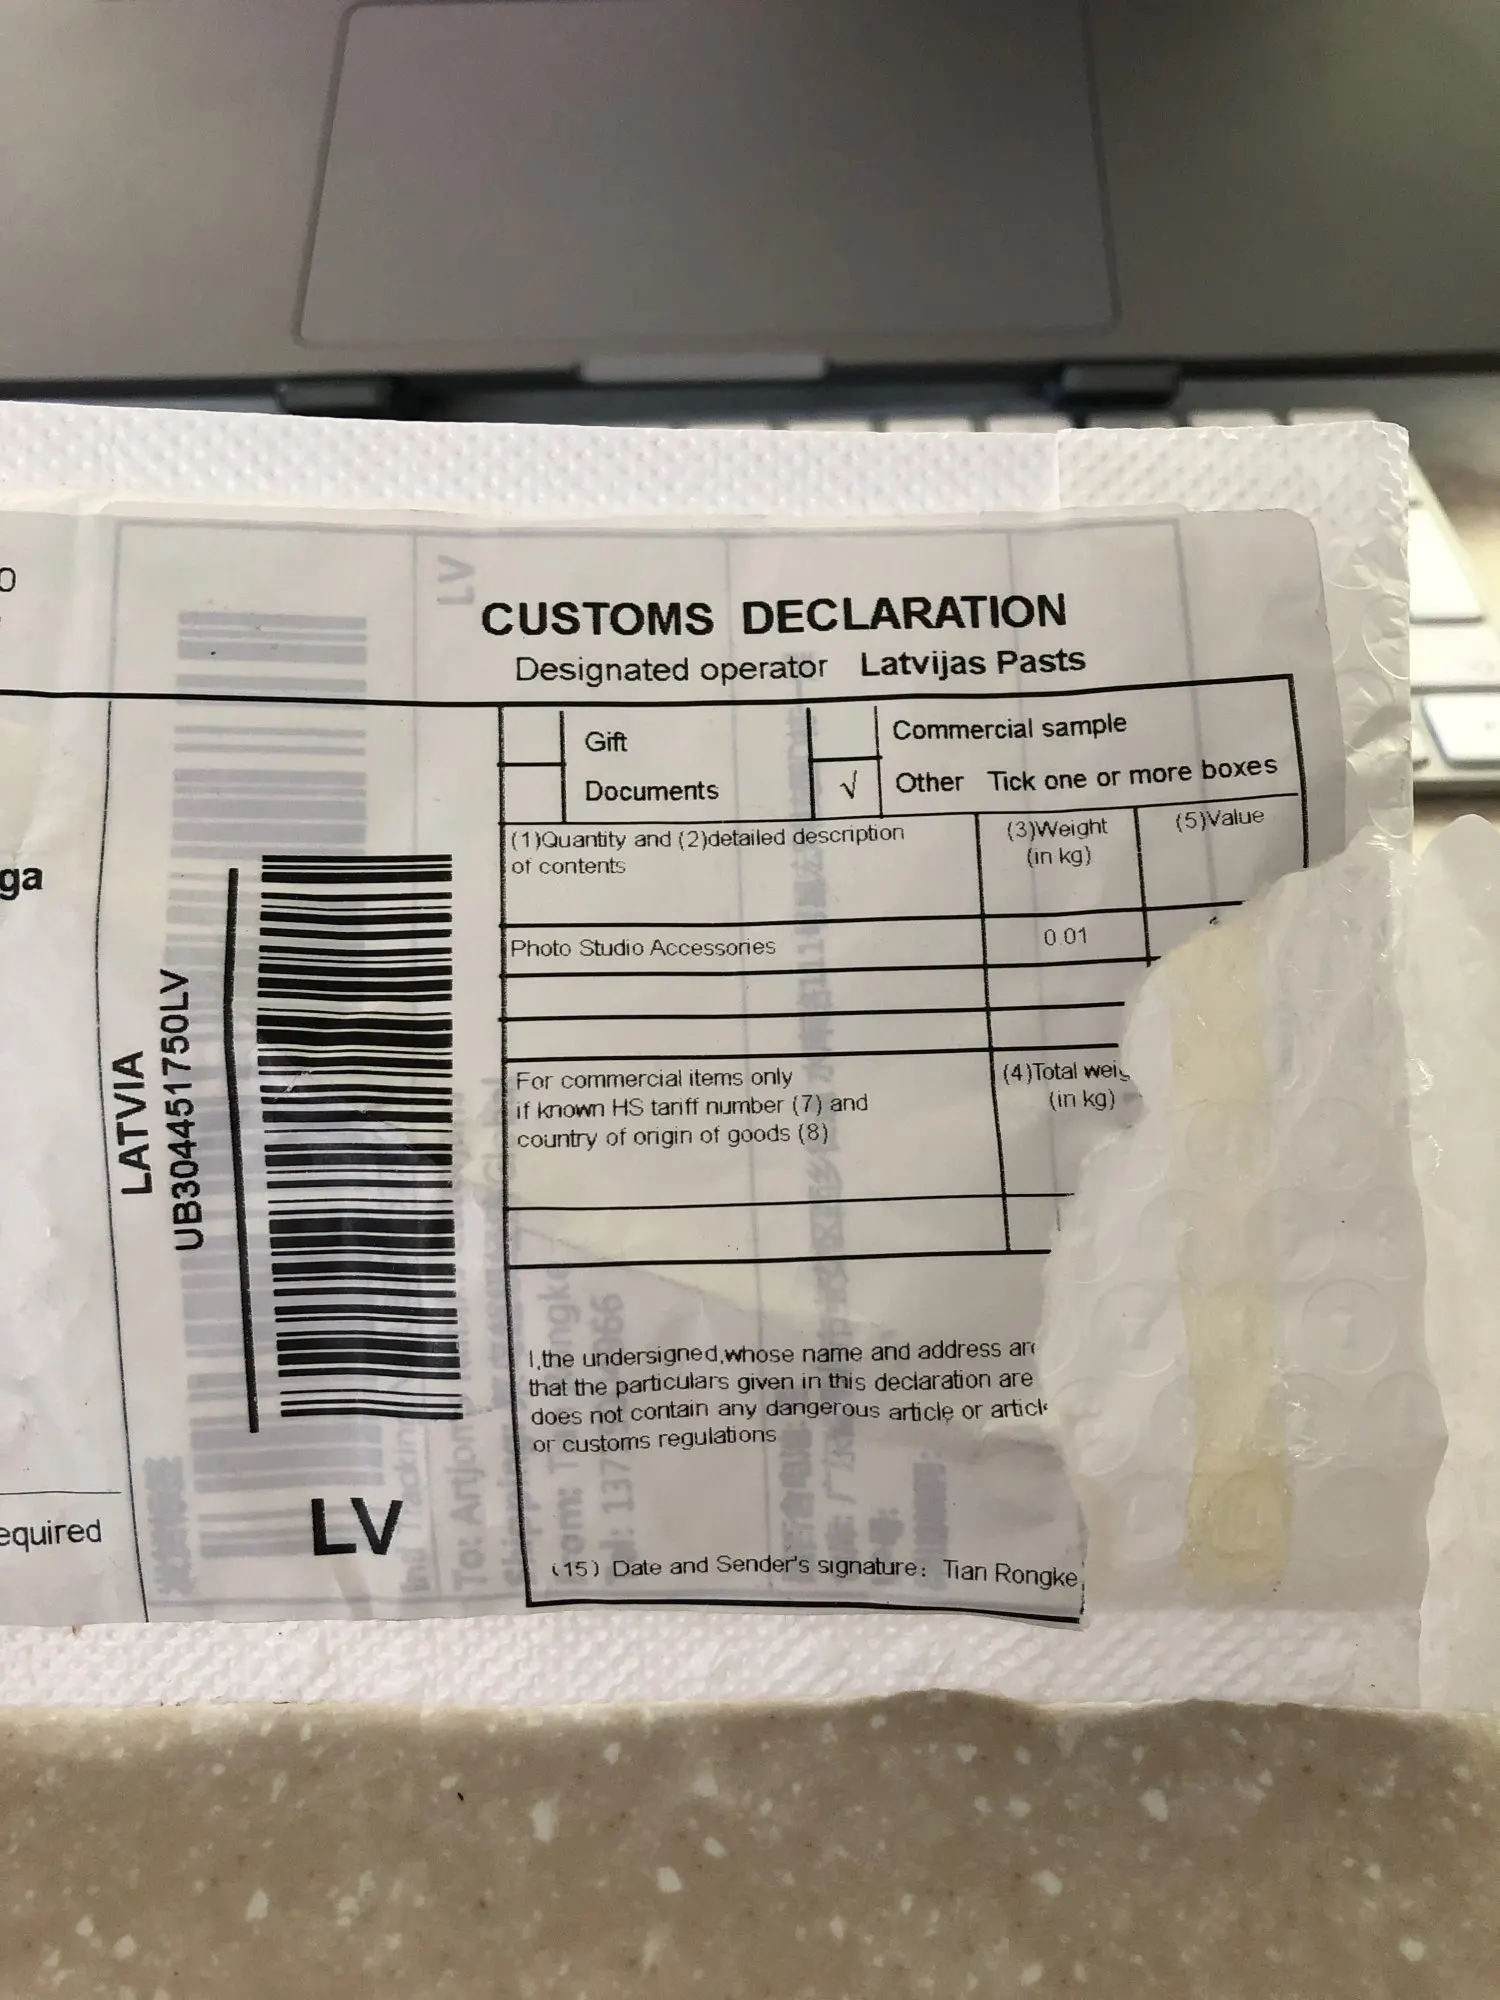 ga
equired
LATVIA
UB304451750LV
LV
LV
CUSTOMS DECLARATION
Designated operator Latvijas Pasts
Gift
Commercial sample
Documents
√ Other Tick one or more boxes
(1)Quantity and (2)detailed description
of contents
(3)Weight
(in kg)
(5)Value
Photo Studio Accessories
0.01
For commercial items only
if known HS tariff number (7) and
country of origin of goods (8)
(4)Total
(in kg)
I,the undersigned,whose name and address
that the particulars given in this declaration are
does not contain any dangerous article or
or customs regulations
(15) Date and Sender's signature: Tian Rongke